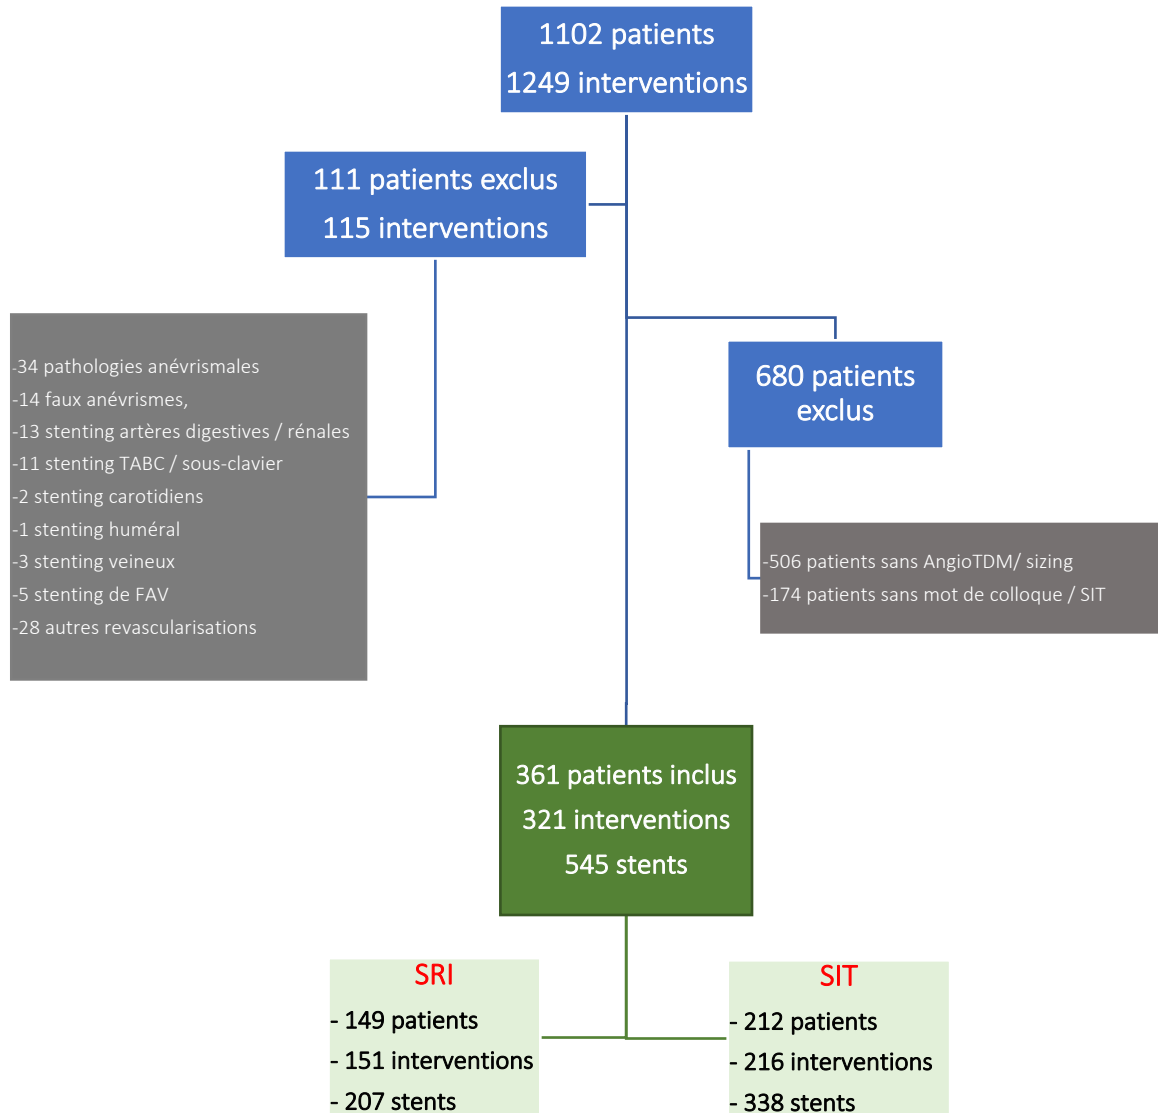 1102 patients
1249 interventions
111 patients exclus
115 interventions
-34 pathologies anévrismales
-14 faux anévrismes,
-13 stenting artères digestives / rénales
-11 stenting TABC / sous-clavier
-2 stenting carotidiens
-1 stenting huméral
-3 stenting veineux
-5 stenting de FAV
-28 autres revascularisations
680 patients
exclus
-506 patients sans AngioTDM/ sizing
-174 patients sans mot de colloque / SIT
361 patients inclus
321 interventions
545 stents
SRI
- 149 patients
- 151 interventions
- 207 stents
SIT
- 212 patients
- 216 interventions
- 338 stents